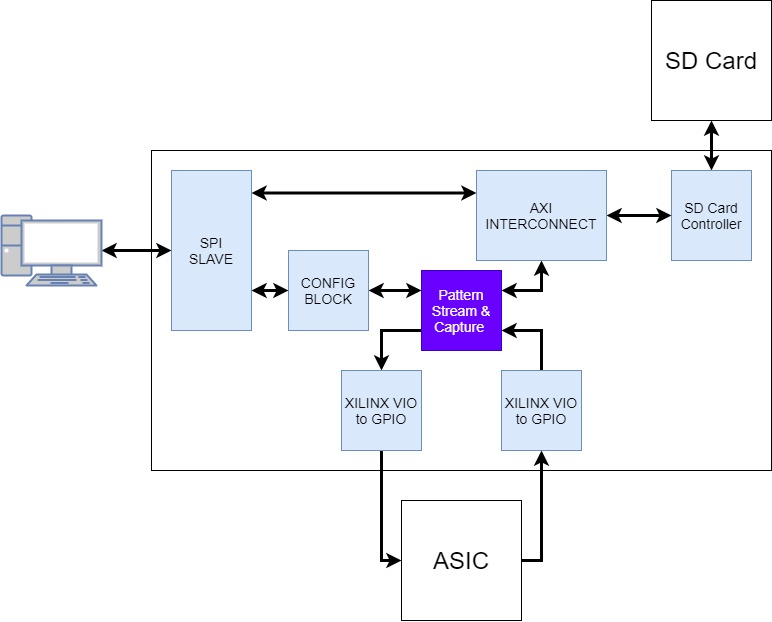 SD Card
SPI
SLAVE
AXI
INTERCONNECT
SD Card
Controller
CONFIG
BLOCK
Pattern
Stream &
Capture
XILINX VIO
to GPIO
XILINX VIO
to GPIO
ASIC